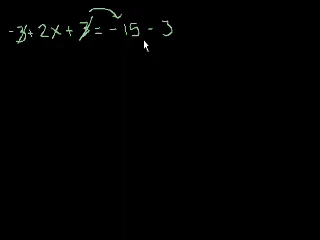 -3 + 2x + 3 = -15 - 3